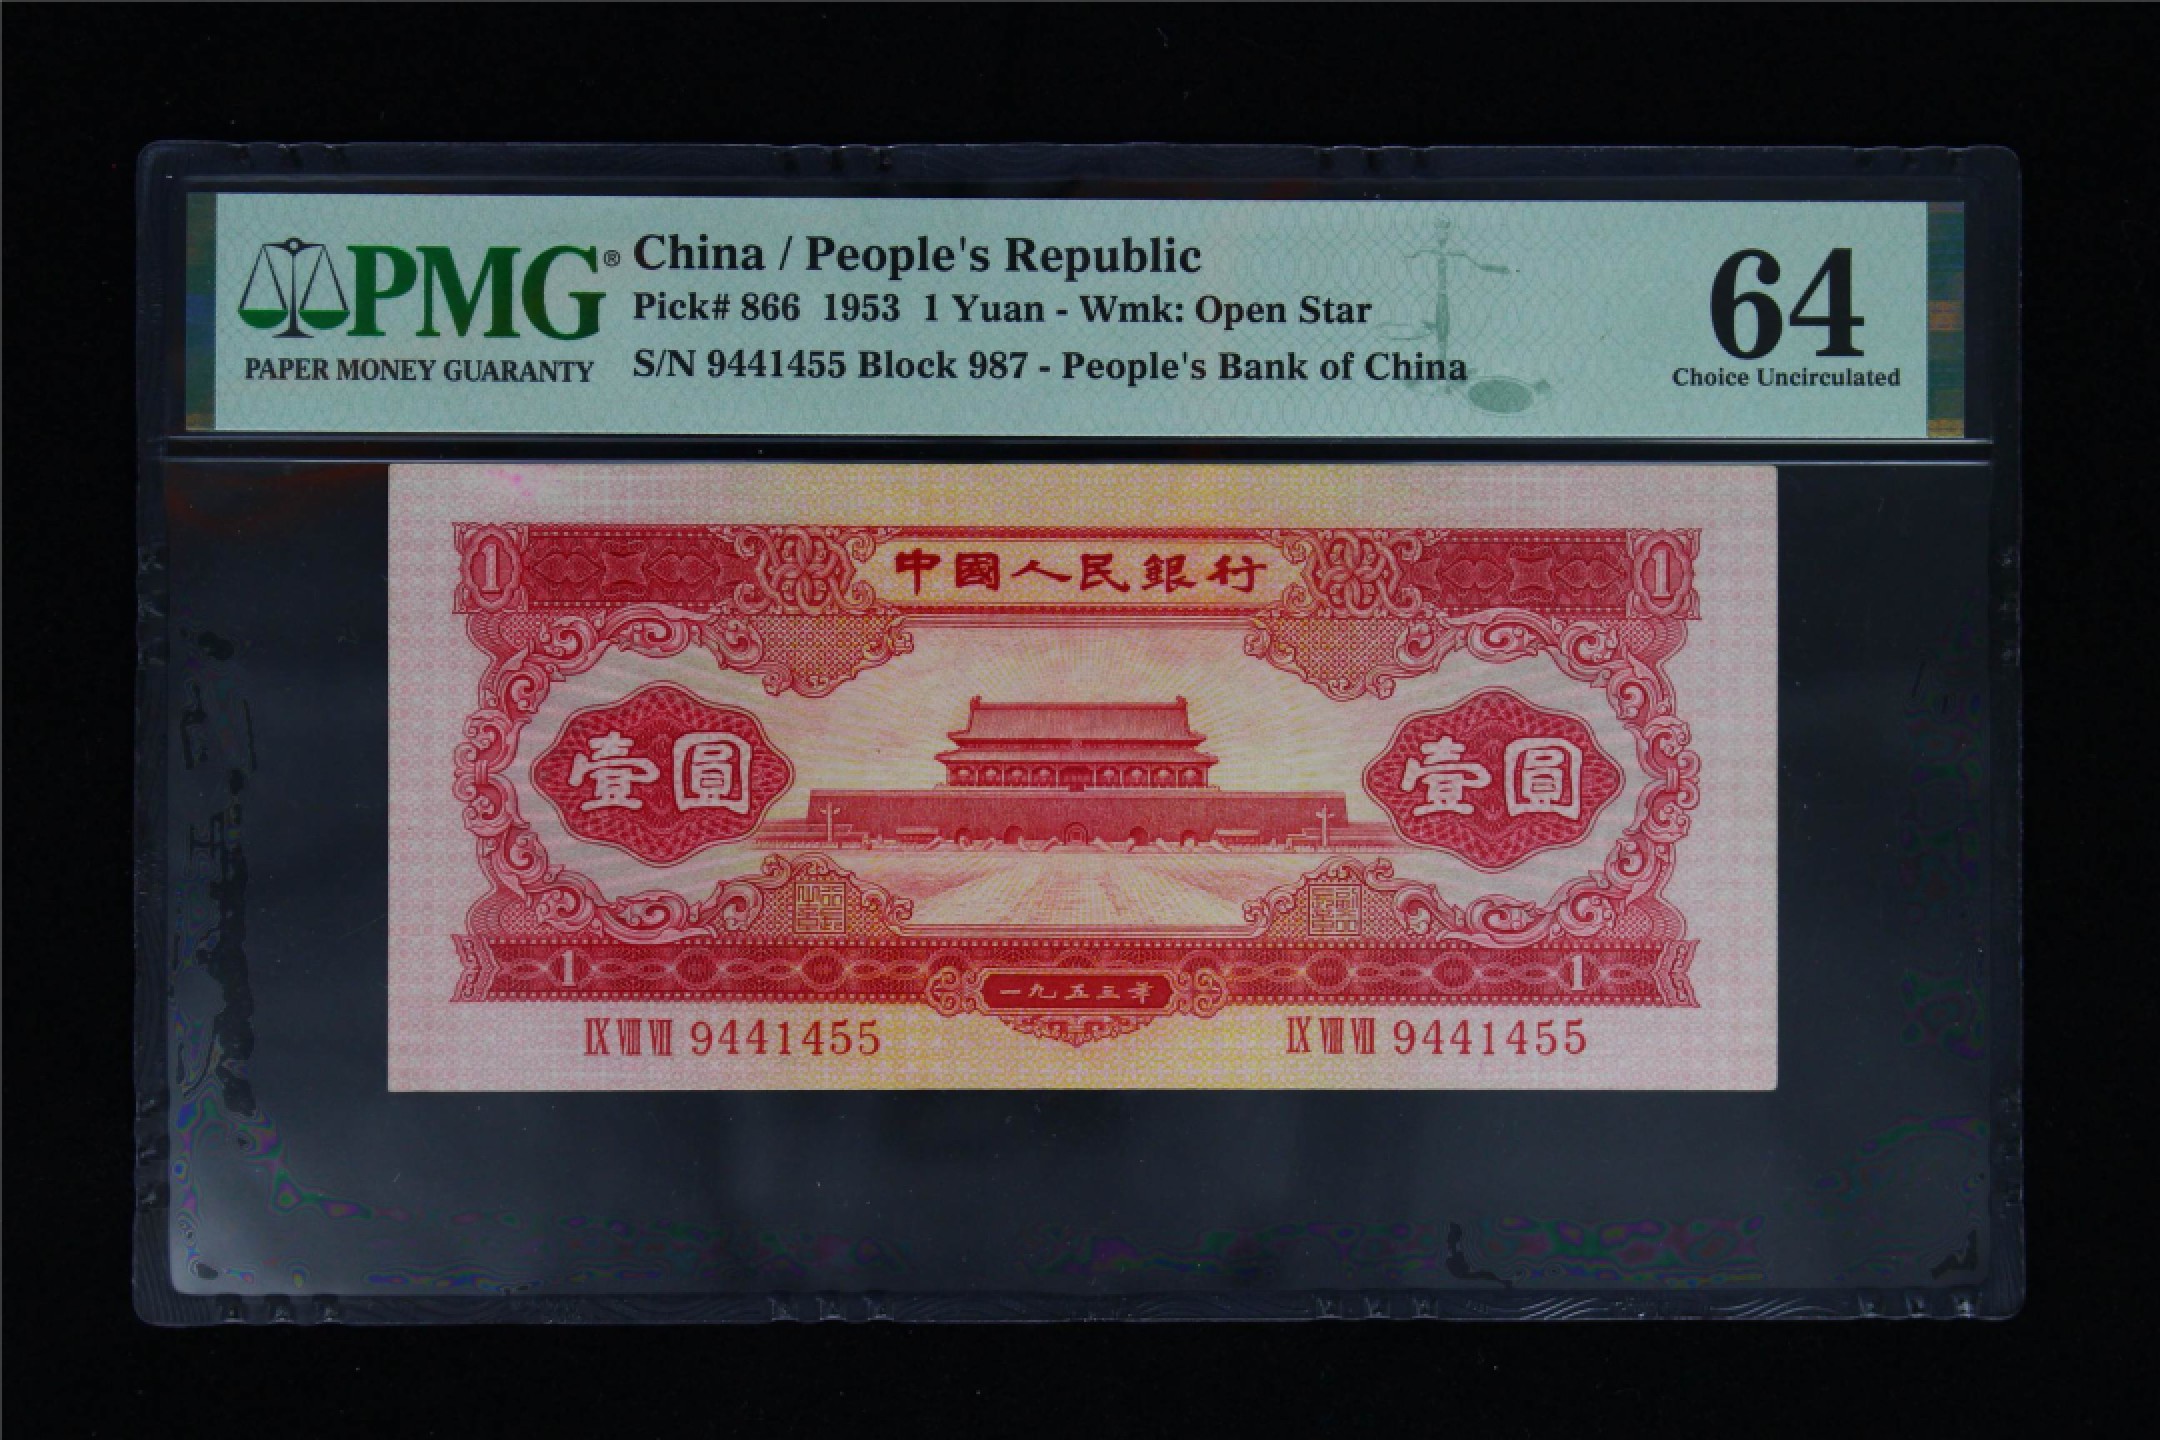 PMG®
PAPER MONEY GUARANTY
China / People's Republic
Pick# 866 1953 1 Yuan - Wmk: Open Star
S/N 9441455 Block 987 - People's Bank of China
64
Choice Uncirculated
1 中國人民銀行 1
壹圓 壹圓
1 一九五三年 1
IX VIII VII 9441455 IX VIII VII 9441455